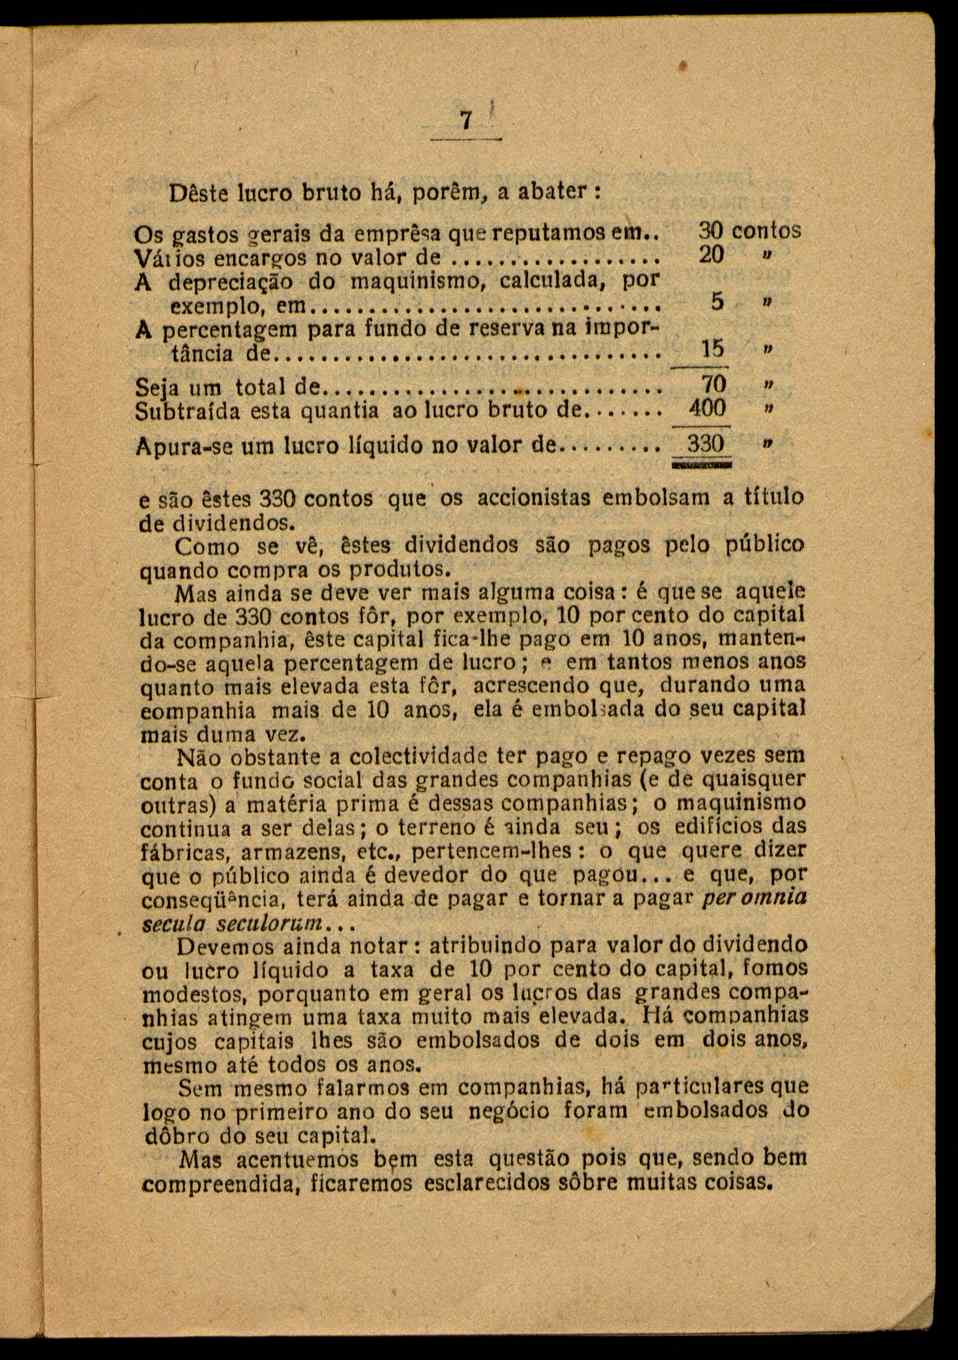 7
Dêste lucro bruto há, porêm, a abater :
Os gastos gerais da emprêsa que reputamos em.. 30 contos
Vários encargos no valor de .................. 20 "
A depreciação do maquinismo, calculada, por
exemplo, em.................................. 5 "
A percentagem para fundo de reserva na impor-
tância de..................................... 15 "
Seja um total de................................ 70 "
Subtraída esta quantia ao lucro bruto de........ 400 "
Apura-se um lucro líquido no valor de.......... 330 "
e são êstes 330 contos que os accionistas embolsam a título
de dividendos.
Como se vê, êstes dividendos são pagos pelo público
quando compra os produtos.
Mas ainda se deve ver mais alguma coisa : é que se aquele
lucro de 330 contos fôr, por exemplo, 10 por cento do capital
da companhia, êste capital fica-lhe pago em 10 anos, manten-
do-se aquela percentagem de lucro ; e em tantos menos anos
quanto mais elevada esta fôr, acrescendo que, durando uma
eompanhia mais de 10 anos, ela é embolsada do seu capital
mais duma vez.
Não obstante a colectividade ter pago e repago vezes sem
conta o fundo social das grandes companhias (e de quaisquer
outras) a matéria prima é dessas companhias ; o maquinismo
continua a ser delas ; o terreno é ainda seu ; os edifícios das
fábricas, armazens, etc., pertencem-lhes : o que quere dizer
que o público ainda é devedor do que pagou... e que, por
conseqüência, terá ainda de pagar e tornar a pagar per omnia
secula seculorum...
Devemos ainda notar : atribuindo para valor do dividendo
ou lucro líquido a taxa de 10 por cento do capital, fomos
modestos, porquanto em geral os lucros das grandes compa-
nhias atingem uma taxa muito mais elevada. Há companhias
cujos capitais lhes são embolsados de dois em dois anos,
mesmo até todos os anos.
Sem mesmo falarmos em companhias, há particulares que
logo no primeiro ano do seu negócio foram embolsados do
dôbro do seu capital.
Mas acentuemos bem esta questão pois que, sendo bem
compreendida, ficaremos esclarecidos sôbre muitas coisas.